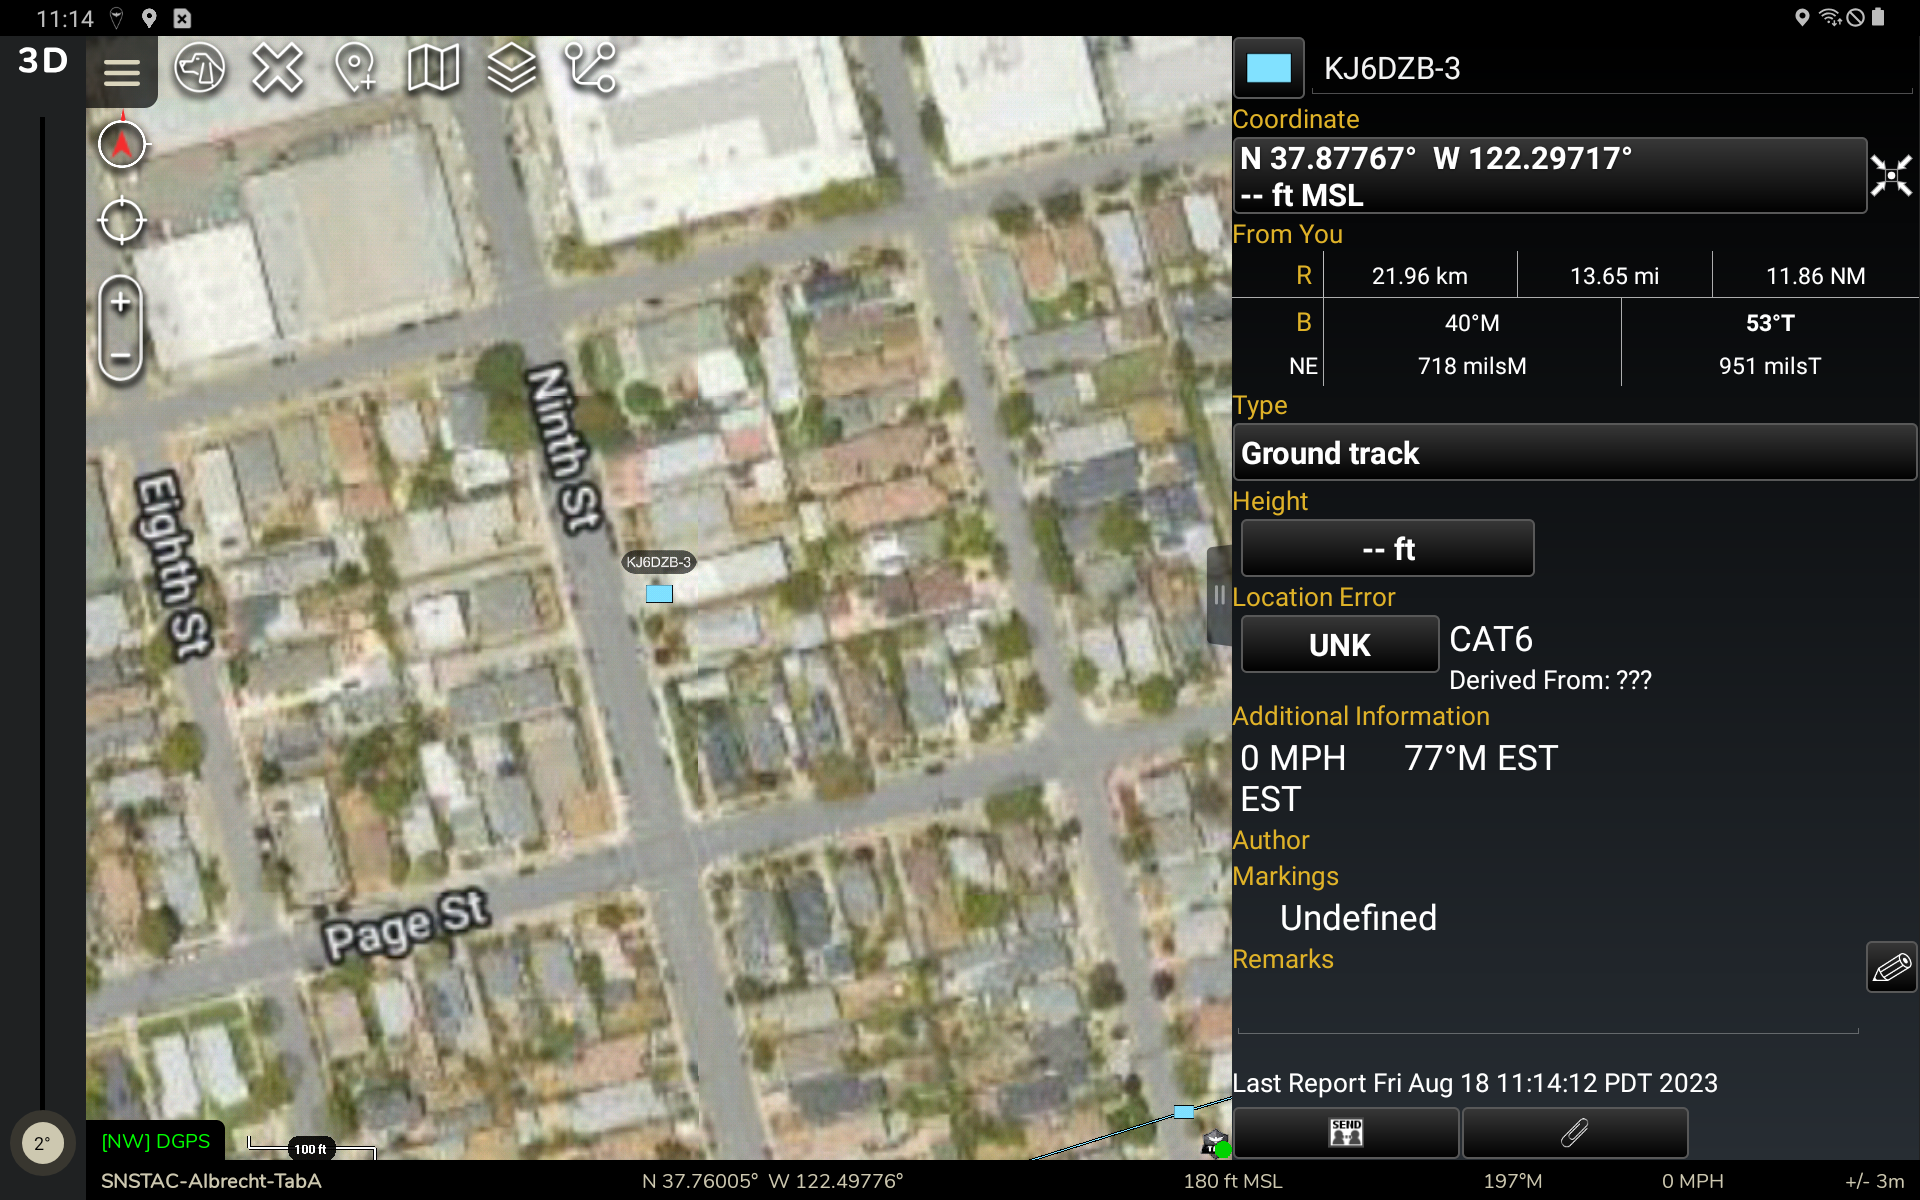 11:14
3D
KJ6DZB-3
Coordinate
N 37.87767° W 122.29717°
-- ft MSL
From You
R 21.96 km 13.65 mi 11.86 NM
B 40°M 53°T
NE 718 milsM 951 milsT
Type
Ground track
Height
-- ft
Location Error
UNK CAT6
Derived From: ???
Additional Information
0 MPH 77°M EST
EST
Author
Markings
Undefined
Remarks
Last Report Fri Aug 18 11:14:12 PDT 2023
SEND
Ninth St
Eighth St
KJ6DZB-3
Page St
2°
[NW] DGPS
100 ft
SNSTAC-Albrecht-TabA N 37.76005° W 122.49776° 180 ft MSL 197°M 0 MPH +/- 3m